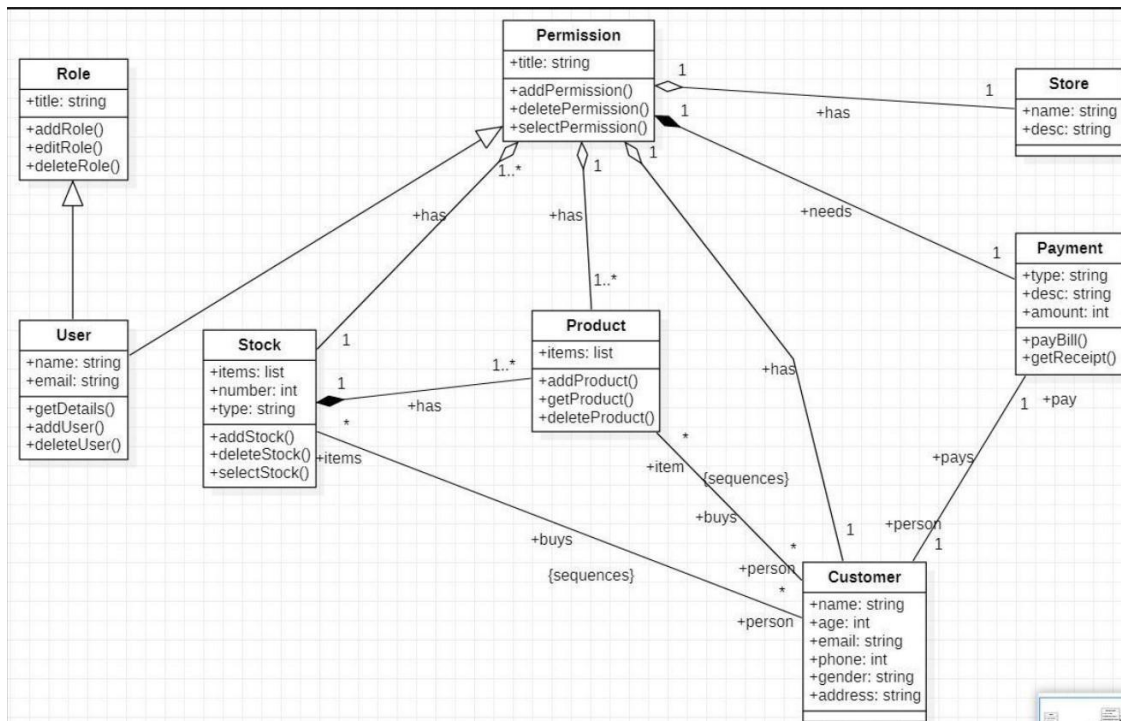 Permission
+title: string
+addPermission()
+deletePermission()
+selectPermission()
Role
+title: string
+addRole()
+editRole()
+deleteRole()
Store
+name: string
+desc: string
1
1
+has
1
+needs
1
1..*
+has
1
1
+has
1..*
1
+has
1
Payment
+type: string
+desc: string
+amount: int
+payBill()
+getReceipt()
User
+name: string
+email: string
+getDetails()
+addUser()
+deleteUser()
Stock
+items: list
+number: int
+type: string
+addStock()
+deleteStock()
+selectStock()
Product
+items: list
+addProduct()
+getProduct()
+deleteProduct()
1
1..*
+has
*
+items
+buys
{sequences}
*
+person
*
+item
{sequences}
+buys
*
+person
1
+pay
+pays
+person
1
Customer
+name: string
+age: int
+email: string
+phone: int
+gender: string
+address: string